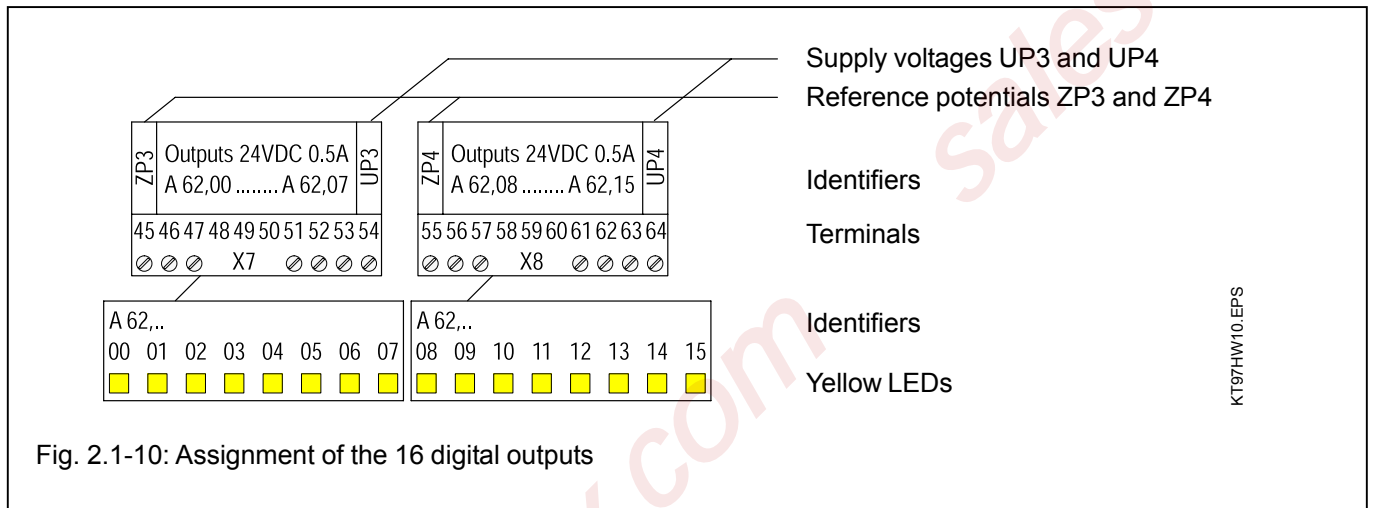 Supply voltages UP3 and UP4
Reference potentials ZP3 and ZP4
ZP3
Outputs 24VDC 0.5A
A 62,00 ........ A 62,07
UP3
ZP4
Outputs 24VDC 0.5A
A 62,08 ........ A 62,15
UP4
Identifiers
45 46 47 48 49 50 51 52 53 54
55 56 57 58 59 60 61 62 63 64
Terminals
X7
X8
A 62,..
A 62,..
Identifiers
00 01 02 03 04 05 06 07
08 09 10 11 12 13 14 15
Yellow LEDs
KT97HW10.EPS
Fig. 2.1-10: Assignment of the 16 digital outputs
sales
.com